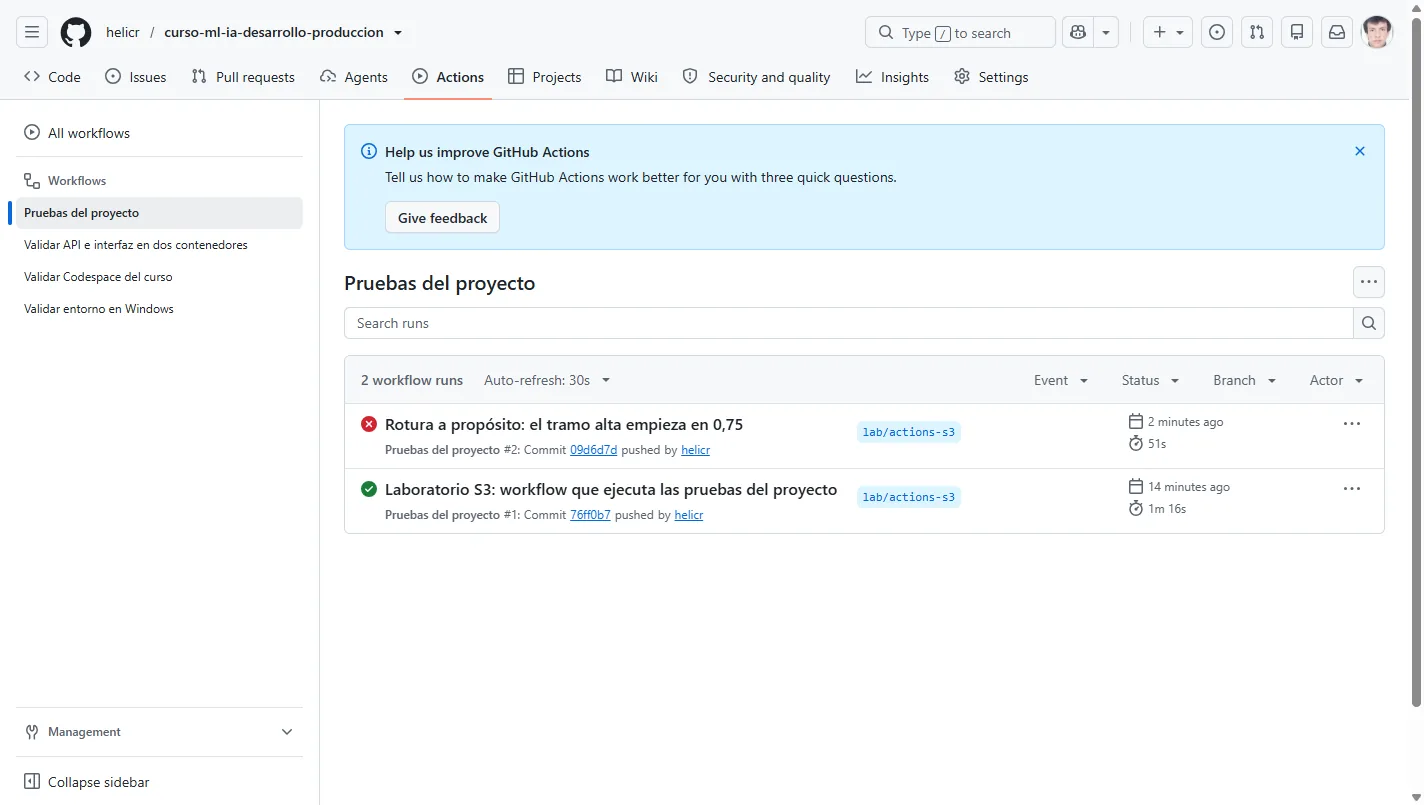 helicr / curso-ml-ia-desarrollo-produccion
Type / to search
Code Issues Pull requests Agents Actions Projects Wiki Security and quality Insights Settings
All workflows
Workflows
Pruebas del proyecto
Validar API e interfaz en dos contenedores
Validar Codespace del curso
Validar entorno en Windows
Management
Collapse sidebar
Help us improve GitHub Actions
Tell us how to make GitHub Actions work better for you with three quick questions.
Give feedback
Pruebas del proyecto
Search runs
2 workflow runs Auto-refresh: 30s Event Status Branch Actor
Rotura a propósito: el tramo alta empieza en 0,75
Pruebas del proyecto #2: Commit 09d6d7d pushed by helicr
lab/actions-s3
2 minutes ago
51s
Laboratorio S3: workflow que ejecuta las pruebas del proyecto
Pruebas del proyecto #1: Commit 76ff0b7 pushed by helicr
lab/actions-s3
14 minutes ago
1m 16s